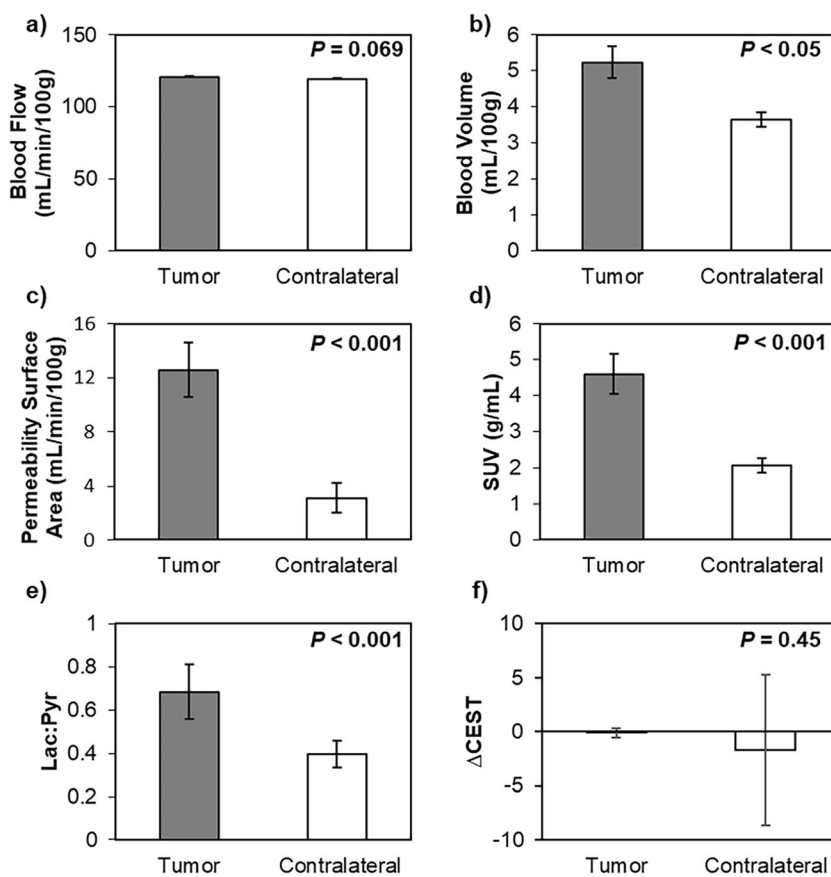 a)
Blood Flow
(mL/min/100g)
150
100
50
0
P = 0.069
Tumor
Contralateral
b)
Blood Volume
(mL/100g)
6
5
4
3
2
1
0
P < 0.05
Tumor
Contralateral
c)
Permeability Surface
Area (mL/min/100g)
16
12
8
4
0
P < 0.001
Tumor
Contralateral
d)
SUV (g/mL)
6
5
4
3
2
1
0
P < 0.001
Tumor
Contralateral
e)
Lac:Pyr
1
0.8
0.6
0.4
0.2
0
P < 0.001
Tumor
Contralateral
f)
ΔCEST
10
5
0
-5
-10
P = 0.45
Tumor
Contralateral